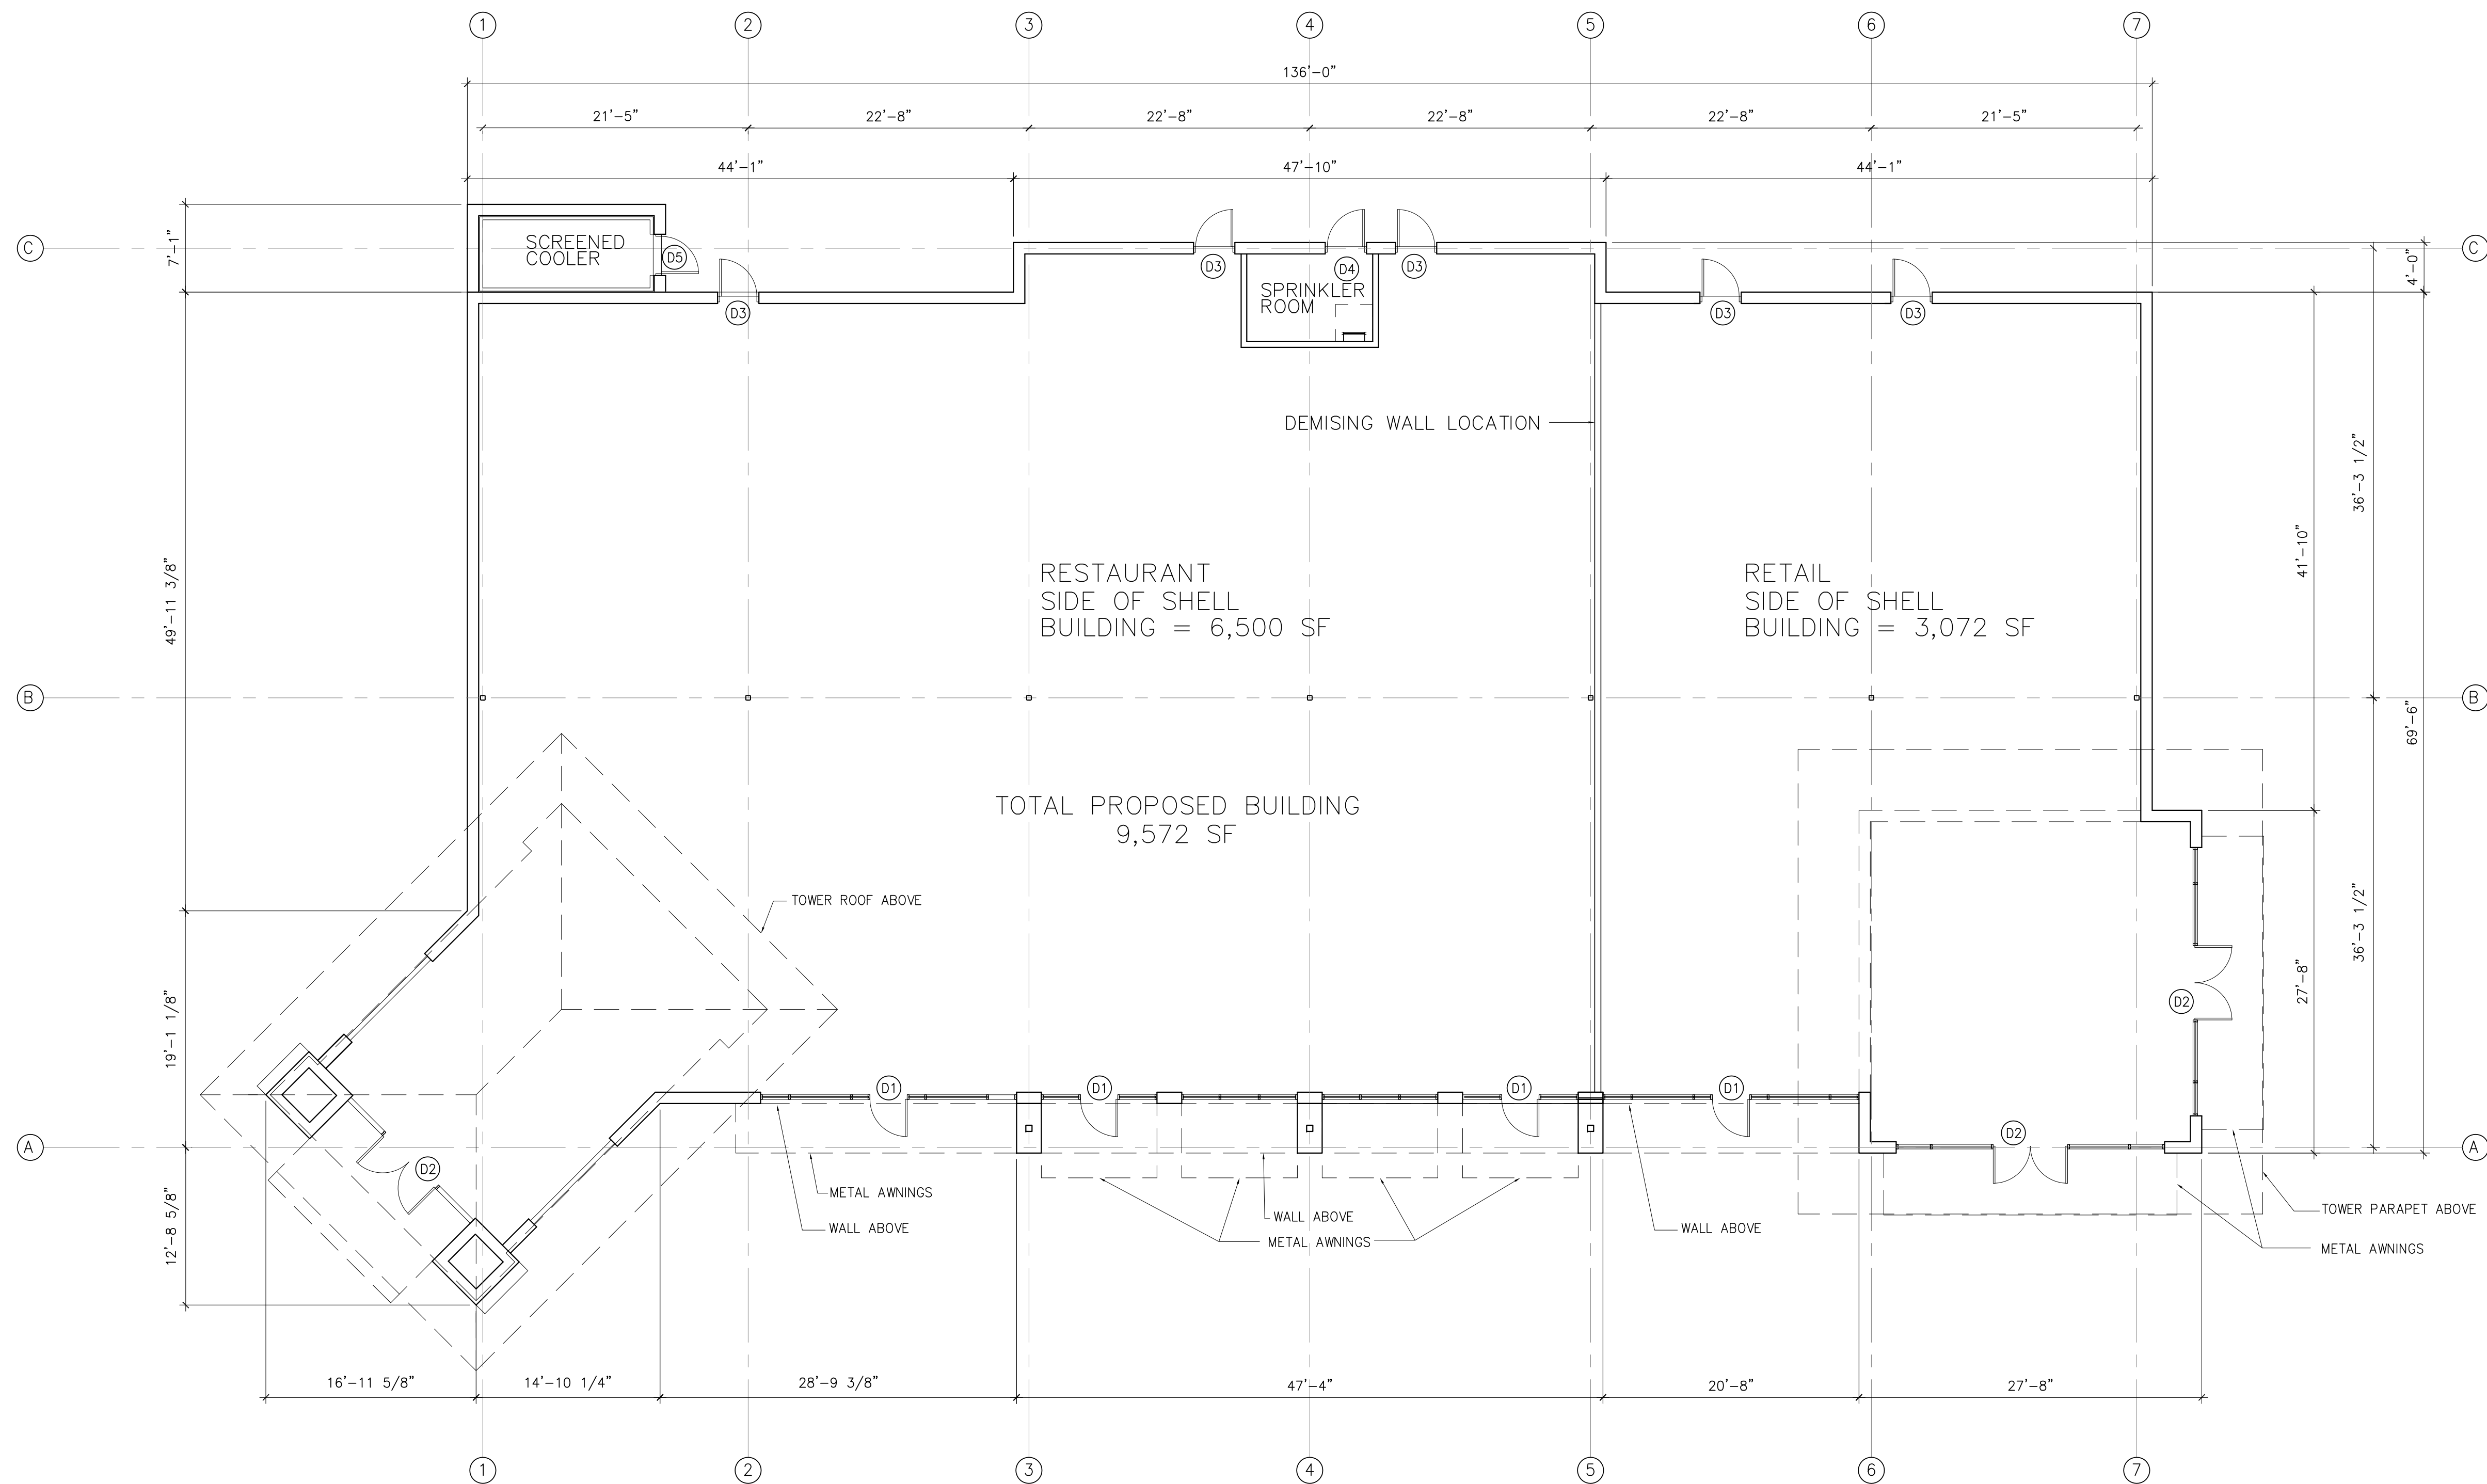 1 2 3 4 5 6 7
136'-0"
21'-5" 22'-8" 22'-8" 22'-8" 22'-8" 21'-5"
44'-1" 47'-10" 44'-1"
C C
7'-1"
SCREENED
COOLER
D5
D3 D4 D3
4'-0"
SPRINKLER
ROOM
D3 D3 D3
DEMISING WALL LOCATION
36'-3 1/2"
41'-10"
49'-11 3/8"
RESTAURANT
SIDE OF SHELL
BUILDING = 6,500 SF
RETAIL
SIDE OF SHELL
BUILDING = 3,072 SF
B B
69'-6"
TOTAL PROPOSED BUILDING
9,572 SF
TOWER ROOF ABOVE
36'-3 1/2"
27'-8"
D2
19'-1 1/8"
D1 D1 D1 D1
D2
A A
D2
12'-8 5/8"
METAL AWNINGS
WALL ABOVE
WALL ABOVE
METAL AWNINGS
WALL ABOVE
TOWER PARAPET ABOVE
METAL AWNINGS
16'-11 5/8" 14'-10 1/4" 28'-9 3/8" 47'-4" 20'-8" 27'-8"
1 2 3 4 5 6 7